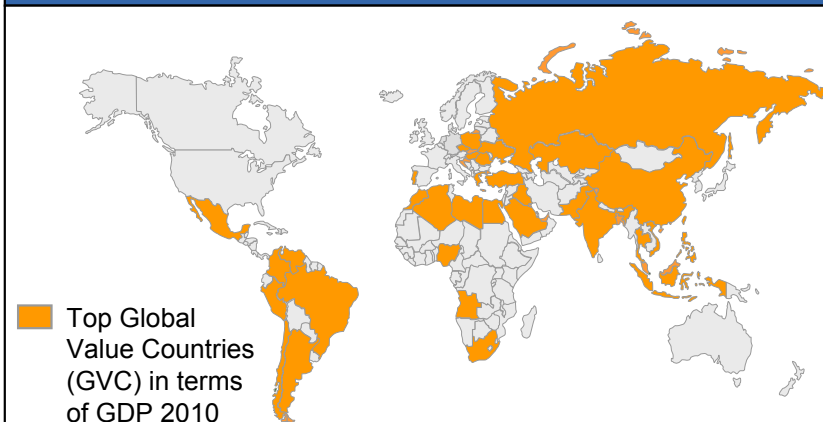 Top Global
Value Countries
(GVC) in terms
of GDP 2010